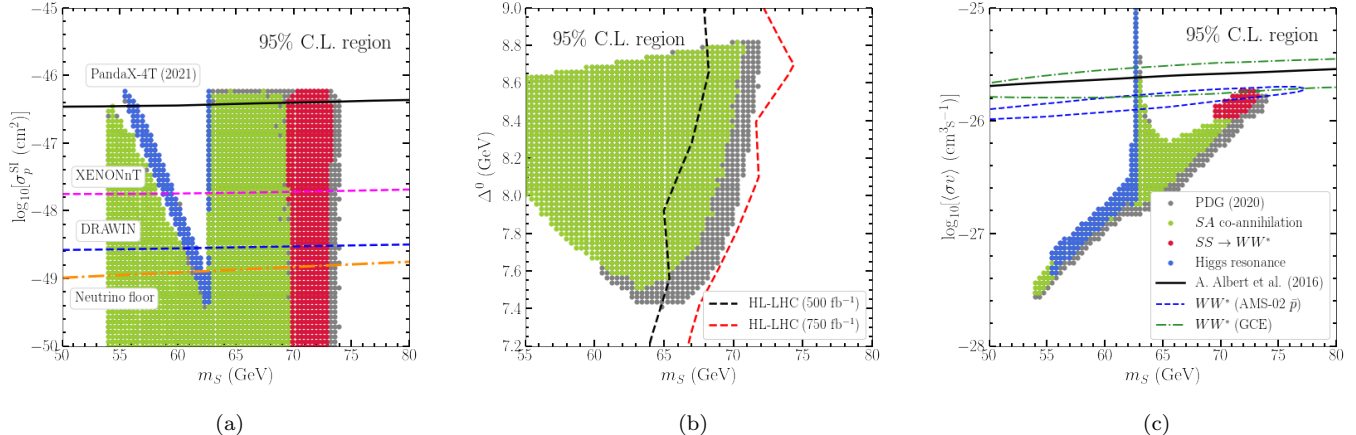 95% C.L. region
PandaX-4T (2021)
XENONnT
DRAWIN
Neutrino floor
log₁₀[σₚ^SI (cm²)]
−45
−46
−47
−48
−49
−50
50 55 60 65 70 75 80
m_S (GeV)
(a)
95% C.L. region
Δ⁰ (GeV)
9.0
8.8
8.6
8.4
8.2
8.0
7.8
7.6
7.4
7.2
HL-LHC (500 fb⁻¹)
HL-LHC (750 fb⁻¹)
55 60 65 70 75 80
m_S (GeV)
(b)
95% C.L. region
log₁₀[⟨σv⟩ (cm³s⁻¹)]
−25
−26
−27
−28
PDG (2020)
SA co-annihilation
SS → WW*
Higgs resonance
A. Albert et al. (2016)
WW* (AMS-02 p̄)
WW* (GCE)
50 55 60 65 70 75 80
m_S (GeV)
(c)